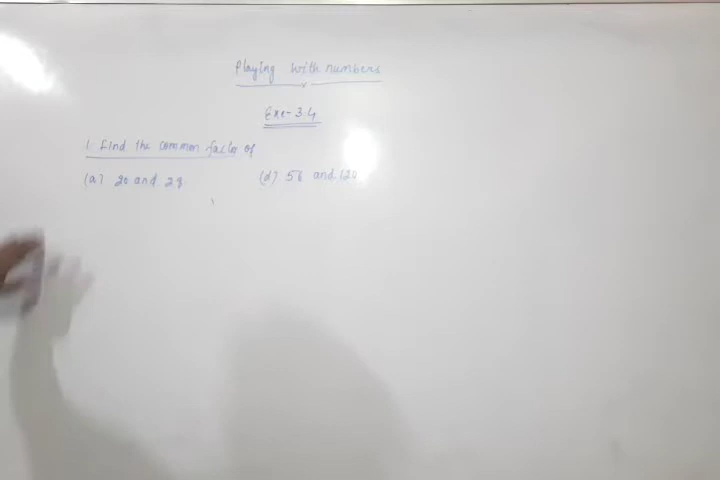 Playing with numbers
Exe- 3.4
1. Find the common factor of
(a) 20 and 28 (d) 56 and 120